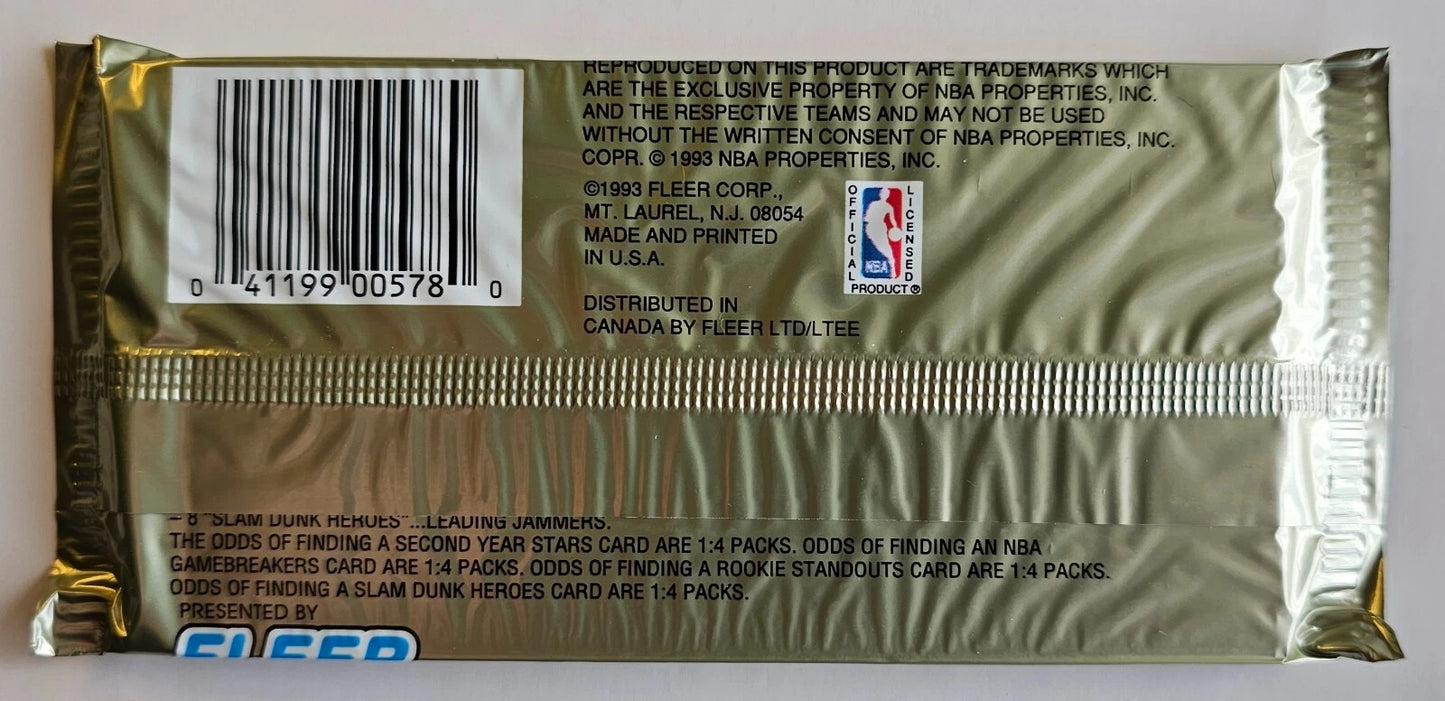 0 41199 00578 0
REPRODUCED ON THIS PRODUCT ARE TRADEMARKS WHICH
ARE THE EXCLUSIVE PROPERTY OF NBA PROPERTIES, INC.
AND THE RESPECTIVE TEAMS AND MAY NOT BE USED
WITHOUT THE WRITTEN CONSENT OF NBA PROPERTIES, INC.
COPR. © 1993 NBA PROPERTIES, INC.
©1993 FLEER CORP.,
MT. LAUREL, N.J. 08054
MADE AND PRINTED
IN U.S.A.
OFFICIAL
NBA
LICENSED
PRODUCT ®
DISTRIBUTED IN
CANADA BY FLEER LTD/LTEE
– 8 "SLAM DUNK HEROES"...LEADING JAMMERS.
THE ODDS OF FINDING A SECOND YEAR STARS CARD ARE 1:4 PACKS. ODDS OF FINDING AN NBA
GAMEBREAKERS CARD ARE 1:4 PACKS. ODDS OF FINDING A ROOKIE STANDOUTS CARD ARE 1:4 PACKS.
ODDS OF FINDING A SLAM DUNK HEROES CARD ARE 1:4 PACKS.
PRESENTED BY
FLEER